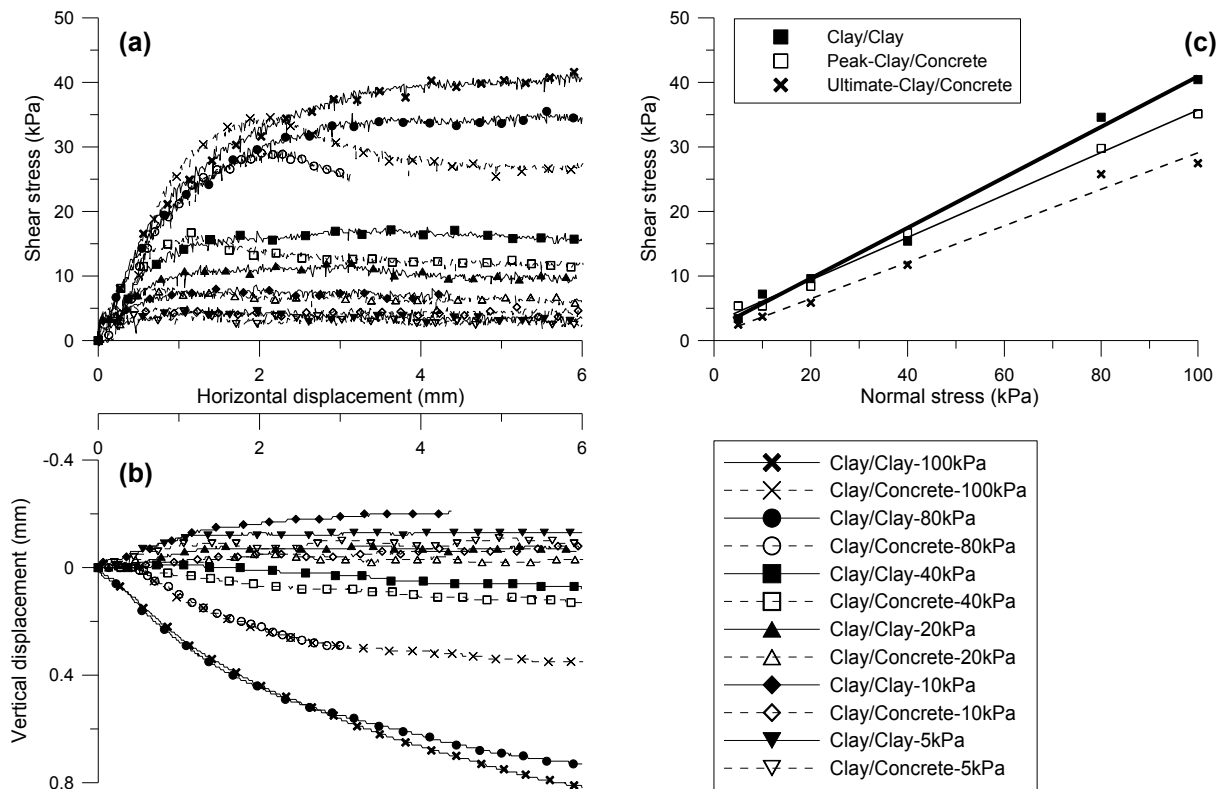 50
40
30
20
10
0
Shear stress (kPa)
(a)
0 2 4 6
Horizontal displacement (mm)
50
40
30
20
10
0
Shear stress (kPa)
Clay/Clay
Peak-Clay/Concrete
Ultimate-Clay/Concrete
(c)
0 20 40 60 80 100
Normal stress (kPa)
0 2 4 6
-0.4
0
0.4
0.8
Vertical displacement (mm)
(b)
Clay/Clay-100kPa
Clay/Concrete-100kPa
Clay/Clay-80kPa
Clay/Concrete-80kPa
Clay/Clay-40kPa
Clay/Concrete-40kPa
Clay/Clay-20kPa
Clay/Concrete-20kPa
Clay/Clay-10kPa
Clay/Concrete-10kPa
Clay/Clay-5kPa
Clay/Concrete-5kPa